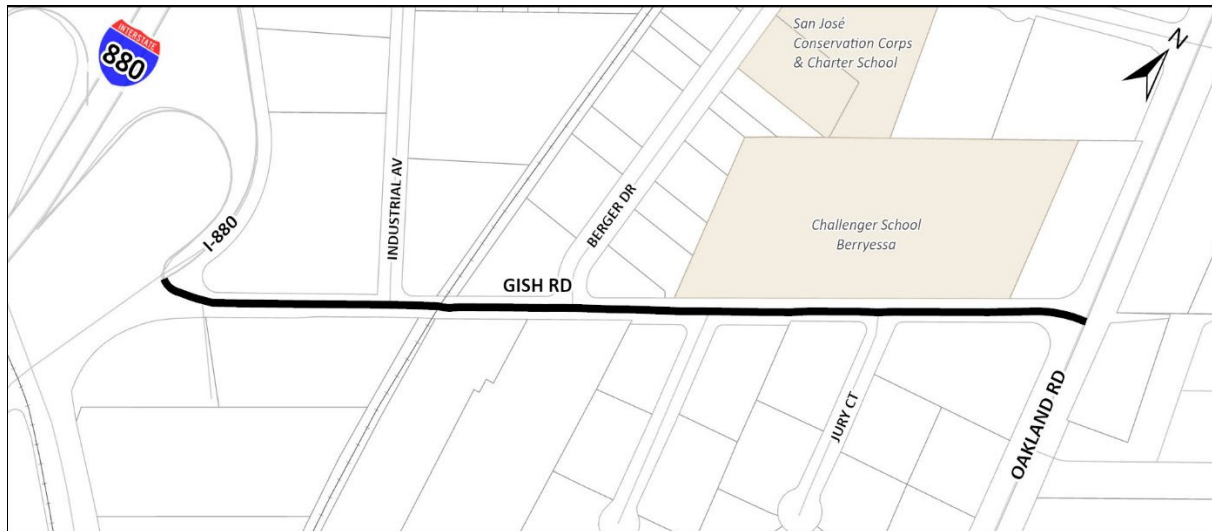 INTERSTATE
880
San José
Conservation Corps
& Charter School
N
I-880
INDUSTRIAL AV
BERGER DR
Challenger School
Berryessa
GISH RD
JURY CT
OAKLAND RD